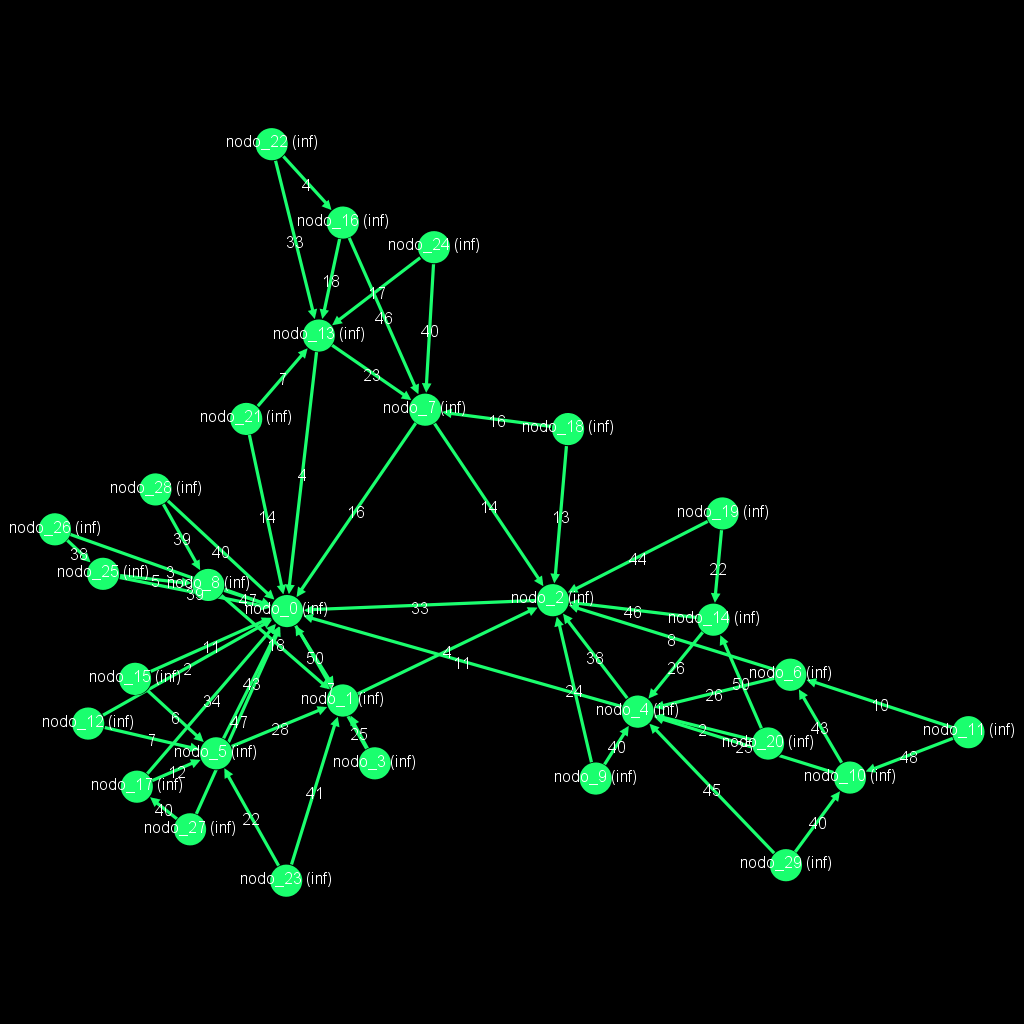 nodo_22 (inf)
4
nodo_16 (inf)
33
nodo_24 (inf)
18
17
46
40
nodo_13 (inf)
23
7
nodo_7 (inf)
nodo_21 (inf)
16
nodo_18 (inf)
4
nodo_28 (inf)
14
16
14
13
nodo_19 (inf)
nodo_26 (inf)
39
40
38
44
nodo_25 (inf)
3
5
nodo_8 (inf)
22
39
47
nodo_2 (inf)
nodo_0 (inf)
33
46
nodo_14 (inf)
11
18
8
2
50
4
11
38
26
nodo_15 (inf)
nodo_6 (inf)
43
50
34
nodo_1 (inf)
24
26
10
nodo_4 (inf)
6
nodo_12 (inf)
47
28
25
2
43
nodo_11 (inf)
7
nodo_5 (inf)
40
25
nodo_20 (inf)
48
nodo_3 (inf)
12
nodo_9 (inf)
nodo_10 (inf)
nodo_17 (inf)
41
45
40
22
40
nodo_27 (inf)
nodo_29 (inf)
nodo_23 (inf)